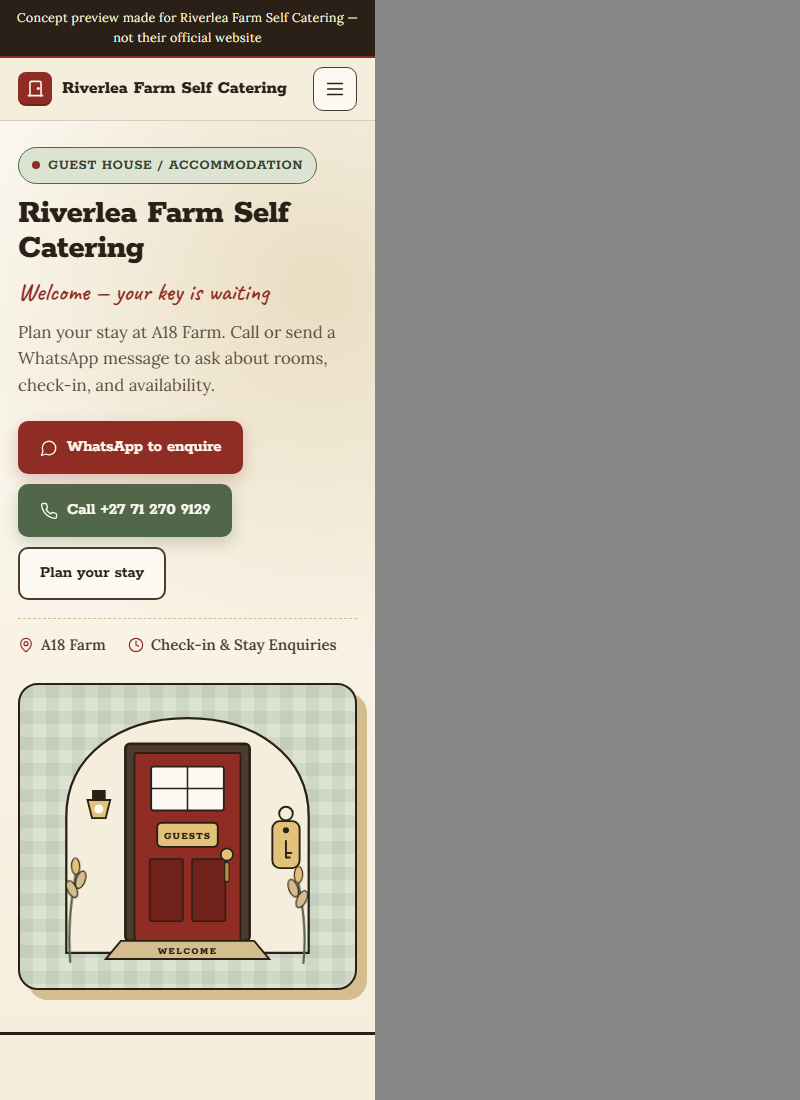 Concept preview made for Riverlea Farm Self Catering —
not their official website
Riverlea Farm Self Catering
GUEST HOUSE / ACCOMMODATION
Riverlea Farm Self
Catering
Welcome — your key is waiting
Plan your stay at A18 Farm. Call or send a
WhatsApp message to ask about rooms,
check-in, and availability.
WhatsApp to enquire
Call +27 71 270 9129
Plan your stay
A18 Farm
Check-in & Stay Enquiries
GUESTS
WELCOME